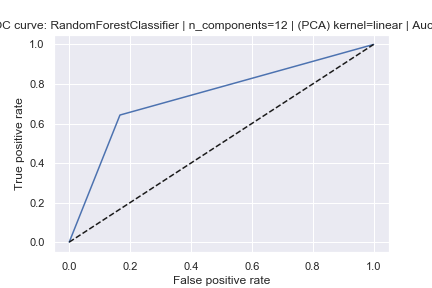 OC curve: RandomForestClassifier | n_components=12 | (PCA) kernel=linear | Auc
1.0
0.8
0.6
0.4
0.2
0.0
True positive rate
0.0 0.2 0.4 0.6 0.8 1.0
False positive rate